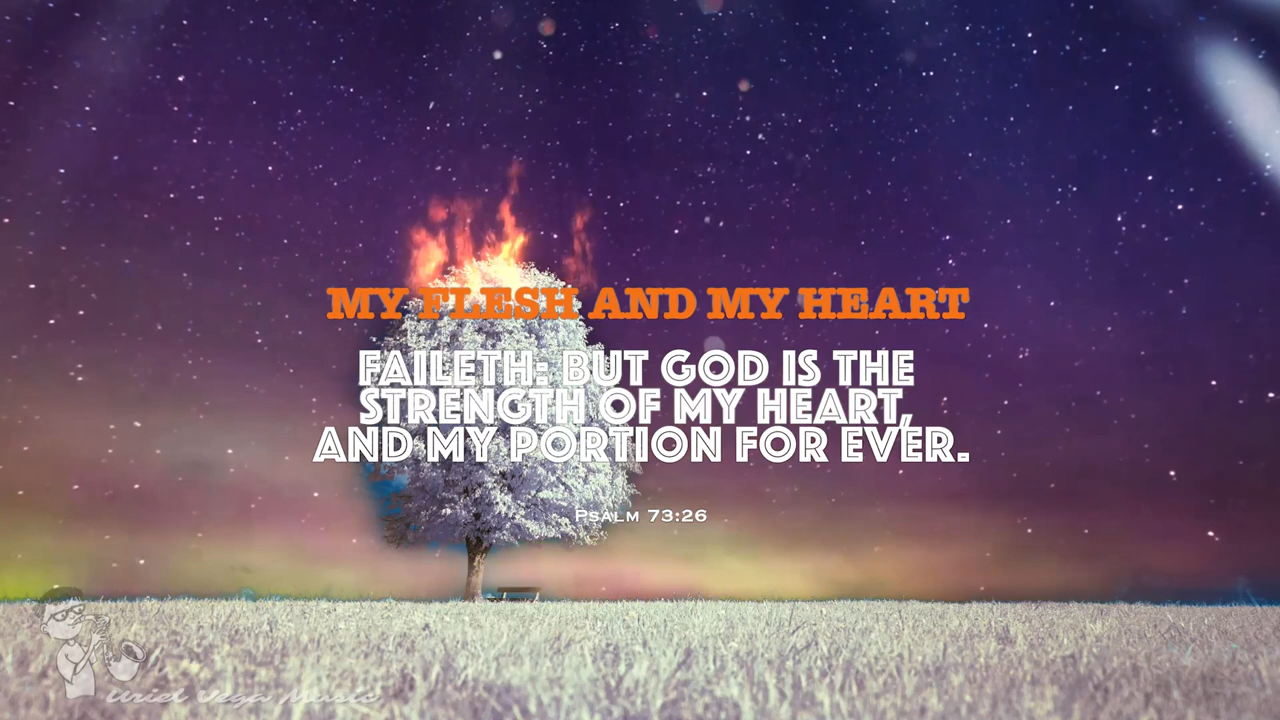 MY FLESH AND MY HEART
FAILETH: BUT GOD IS THE
STRENGTH OF MY HEART,
AND MY PORTION FOR EVER.
PSALM 73:26
Uriel Vega Music